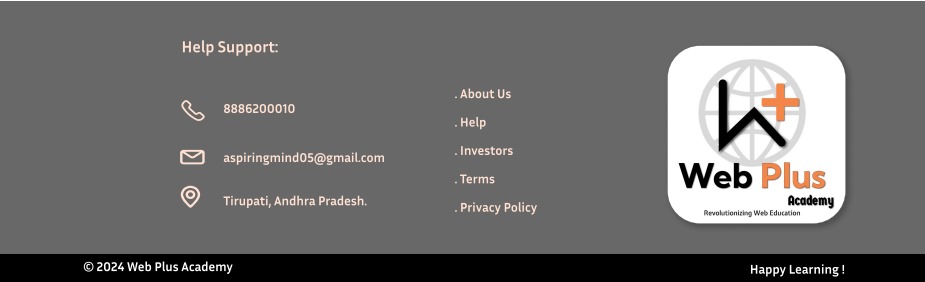 Help Support:
8886200010
aspiringmind05@gmail.com
Tirupati, Andhra Pradesh.
. About Us
. Help
. Investors
. Terms
. Privacy Policy
Web Plus
Academy
Revolutionizing Web Education
© 2024 Web Plus Academy
Happy Learning !